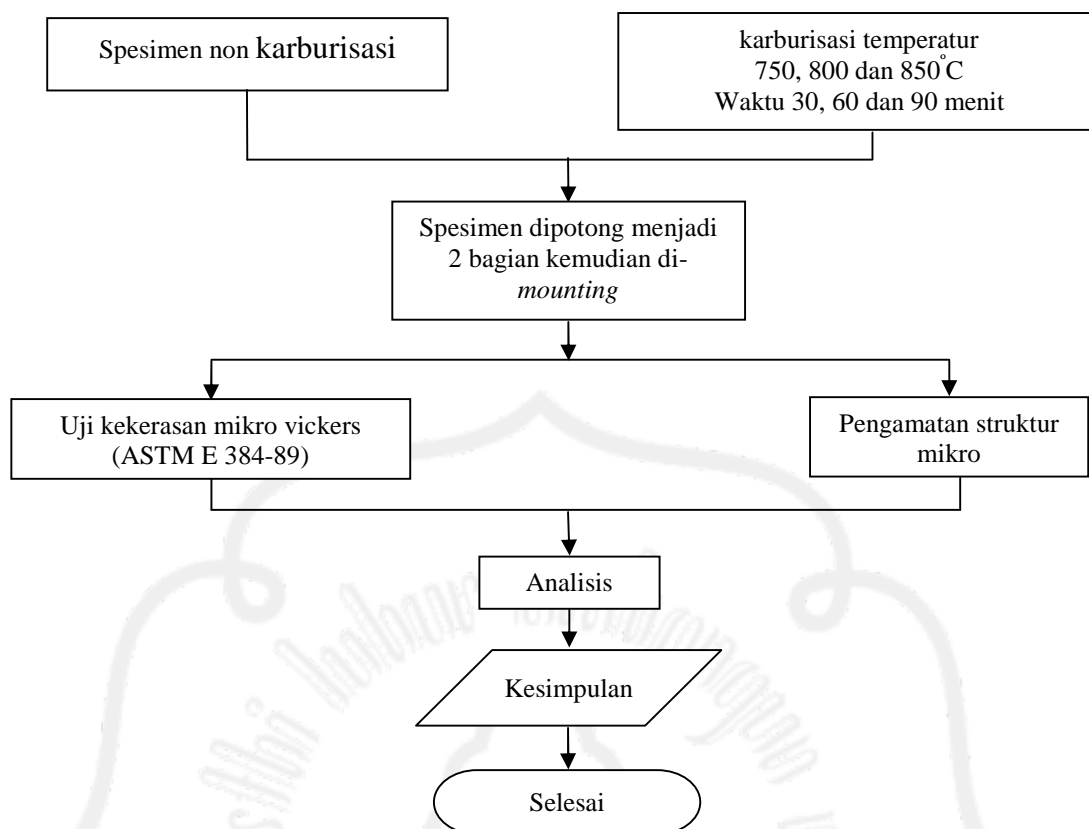 Spesimen non karburisasi
karburisasi temperatur
750, 800 dan 850°C
Waktu 30, 60 dan 90 menit
Spesimen dipotong menjadi
2 bagian kemudian di-
mounting
Uji kekerasan mikro vickers
(ASTM E 384-89)
Pengamatan struktur
mikro
Analisis
Kesimpulan
Selesai